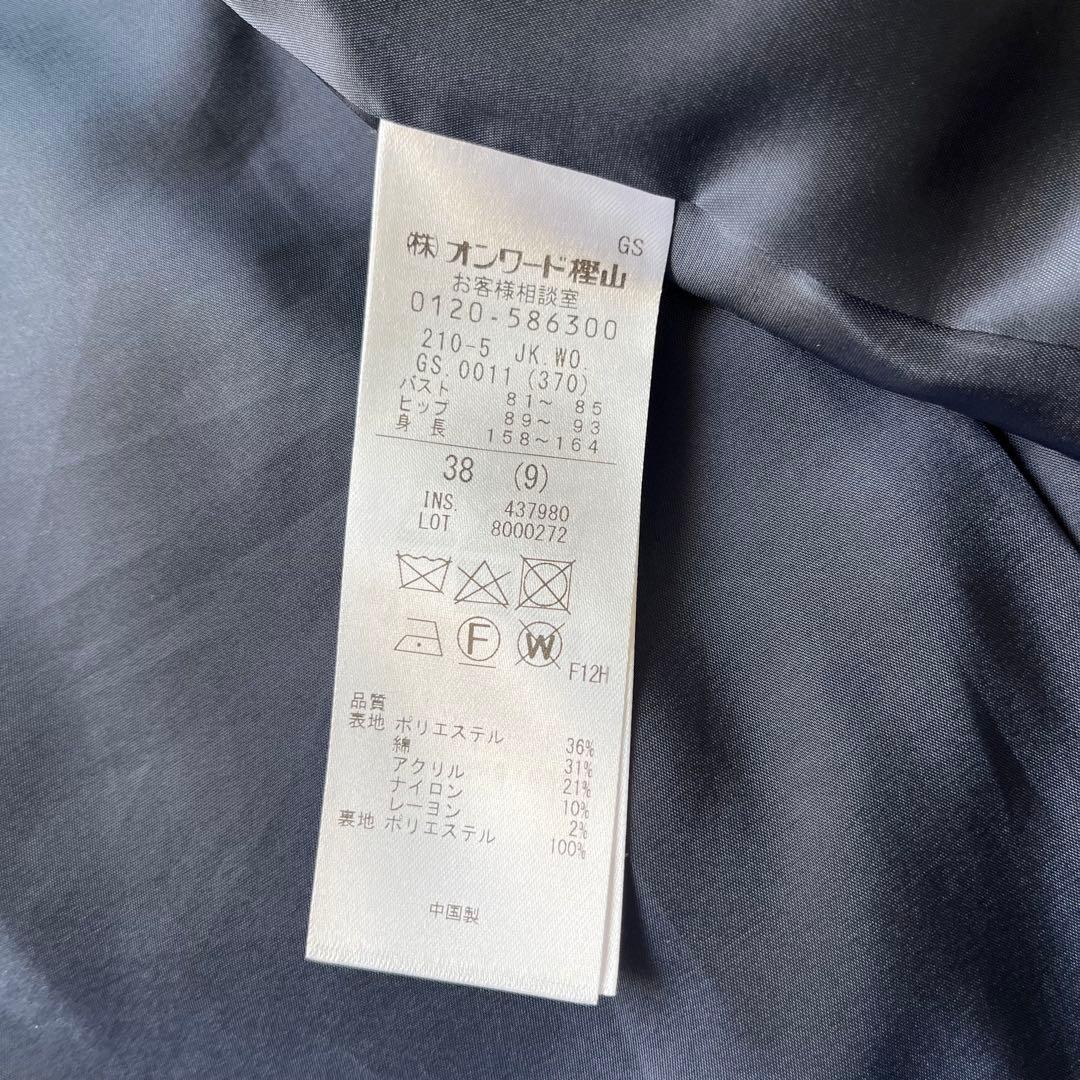 GS
㈱オンワード樫山
お客様相談室
0120-586300
210-5 JK.WO.
GS.0011(370)
バスト 81～ 85
ヒップ 89～ 93
身 長 158～164
38 (9)
INS. 437980
LOT 8000272
F W F12H
品質
表地 ポリエステル 36%
綿 31%
アクリル 21%
ナイロン 10%
レーヨン 2%
裏地 ポリエステル 100%
中国製